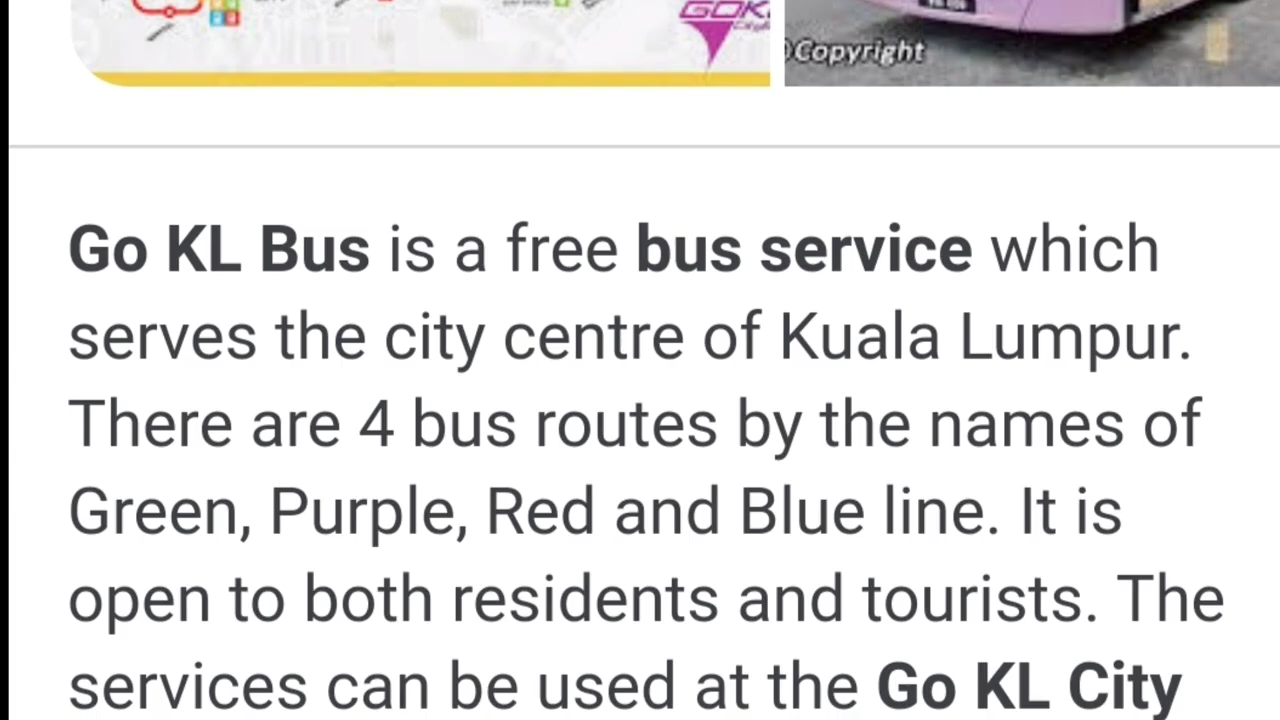 GOK
©Copyright
Go KL Bus is a free bus service which
serves the city centre of Kuala Lumpur.
There are 4 bus routes by the names of
Green, Purple, Red and Blue line. It is
open to both residents and tourists. The
services can be used at the Go KL City